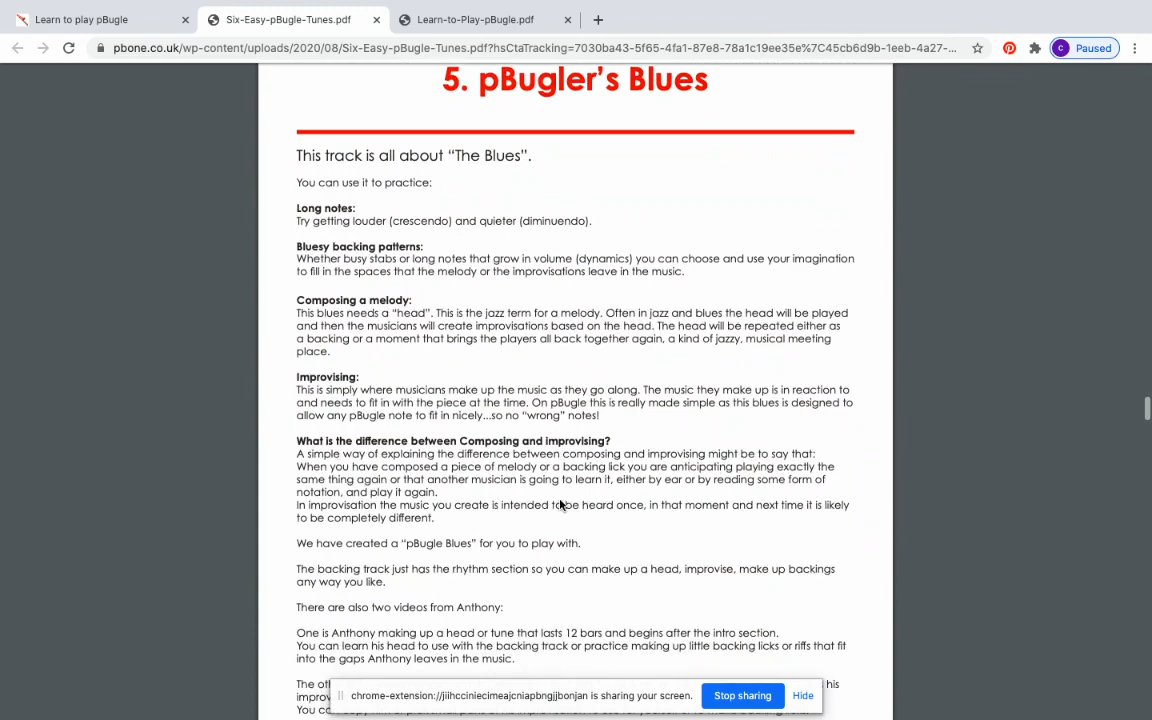 Learn to play pBugle
Six-Easy-pBugle-Tunes.pdf
Learn-to-Play-pBugle.pdf
pbone.co.uk/wp-content/uploads/2020/08/Six-Easy-pBugle-Tunes.pdf?hsCtaTracking=7030ba43-5f65-4fa1-87e8-78a1c19ee35e%7C45cb6d9b-1eeb-4a27-...
C Paused
5. pBugler's Blues
This track is all about “The Blues”.
You can use it to practice:
Long notes:
Try getting louder (crescendo) and quieter (diminuendo).
Bluesy backing patterns:
Whether busy stabs or long notes that grow in volume (dynamics) you can choose and use your imagination
to fill in the spaces that the melody or the improvisations leave in the music.
Composing a melody:
This blues needs a “head”. This is the jazz term for a melody. Often in jazz and blues the head will be played
and then the musicians will create improvisations based on the head. The head will be repeated either as
a backing or a moment that brings the players all back together again, a kind of jazzy, musical meeting
place.
Improvising:
This is simply where musicians make up the music as they go along. The music they make up is in reaction to
and needs to fit in with the piece at the time. On pBugle this is really made simple as this blues is designed to
allow any pBugle note to fit in nicely...so no “wrong” notes!
What is the difference between Composing and improvising?
A simple way of explaining the difference between composing and improvising might be to say that:
When you have composed a piece of melody or a backing lick you are anticipating playing exactly the
same thing again or that another musician is going to learn it, either by ear or by reading some form of
notation, and play it again.
In improvisation the music you create is intended to be heard once, in that moment and next time it is likely
to be completely different.
We have created a “pBugle Blues” for you to play with.
The backing track just has the rhythm section so you can make up a head, improvise, make up backings
any way you like.
There are also two videos from Anthony:
One is Anthony making up a head or tune that lasts 12 bars and begins after the intro section.
You can learn his head to use with the backing track or practice making up little backing licks or riffs that fit
into the gaps Anthony leaves in the music.
The his
improv
chrome-extension://jiihcciniecimeajcniapbngjjbonjan is sharing your screen.
Stop sharing
Hide